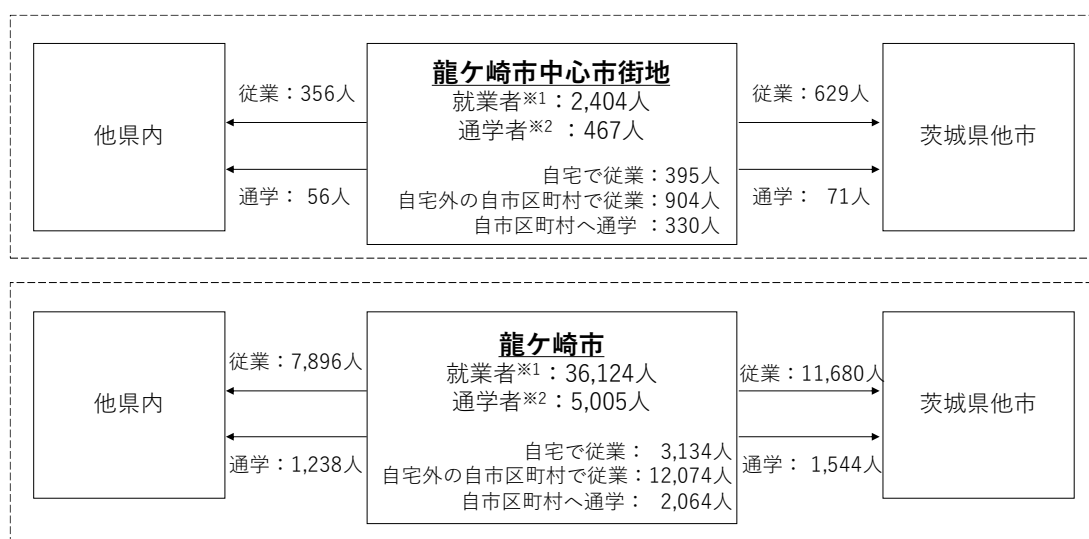 龍ケ崎市中心市街地
就業者※1：2,404人
通学者※2 ：467人
自宅で従業：395人
自宅外の自市区町村で従業：904人
自市区町村へ通学 ：330人
他県内
従業：356人
通学： 56人
従業：629人
通学： 71人
茨城県他市
龍ケ崎市
就業者※1：36,124人
通学者※2：5,005人
自宅で従業： 3,134人
自宅外の自市区町村で従業：12,074人
自市区町村へ通学： 2,064人
他県内
従業：7,896人
通学：1,238人
従業：11,680人
通学： 1,544人
茨城県他市